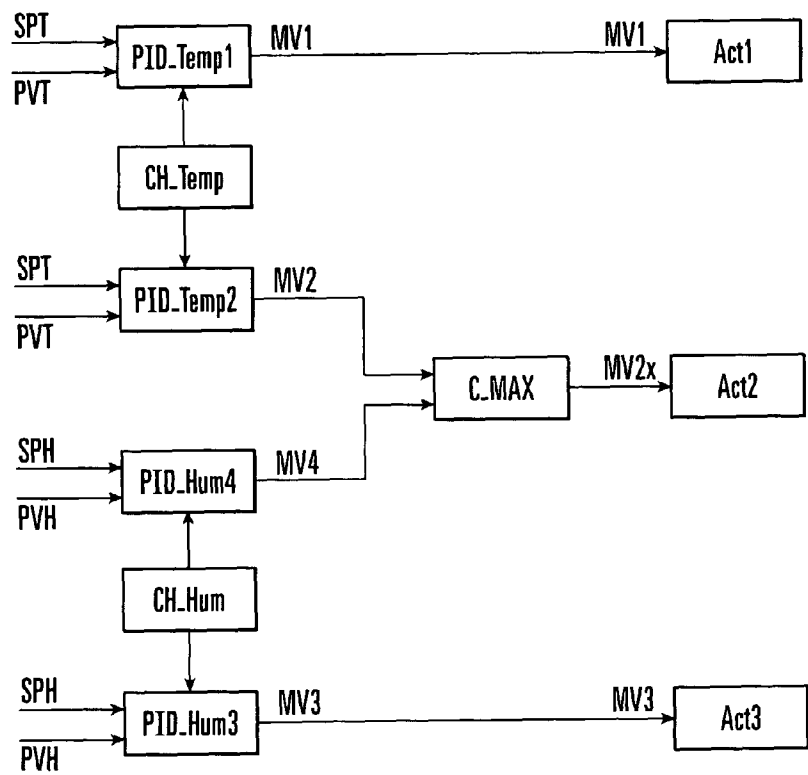 SPT
PVT
PID_Temp1
MV1
MV1
Act1
CH_Temp
SPT
PVT
PID_Temp2
MV2
C_MAX
MV2x
Act2
SPH
PVH
PID_Hum4
MV4
CH_Hum
SPH
PVH
PID_Hum3
MV3
MV3
Act3